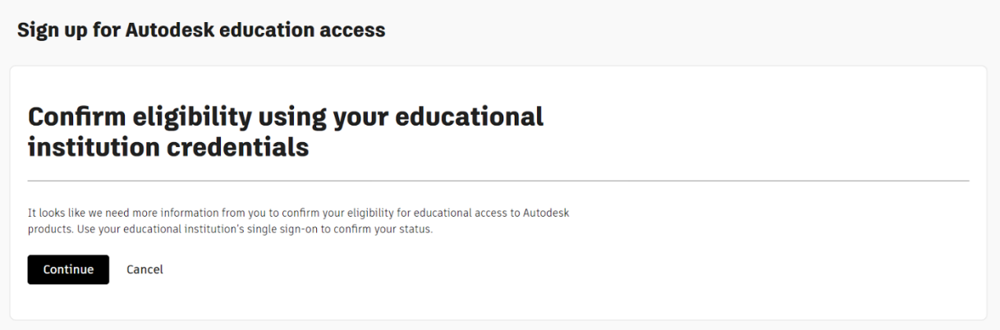 Sign up for Autodesk education access
Confirm eligibility using your educational
institution credentials
It looks like we need more information from you to confirm your eligibility for educational access to Autodesk
products. Use your educational institution's single sign-on to confirm your status.
Continue Cancel